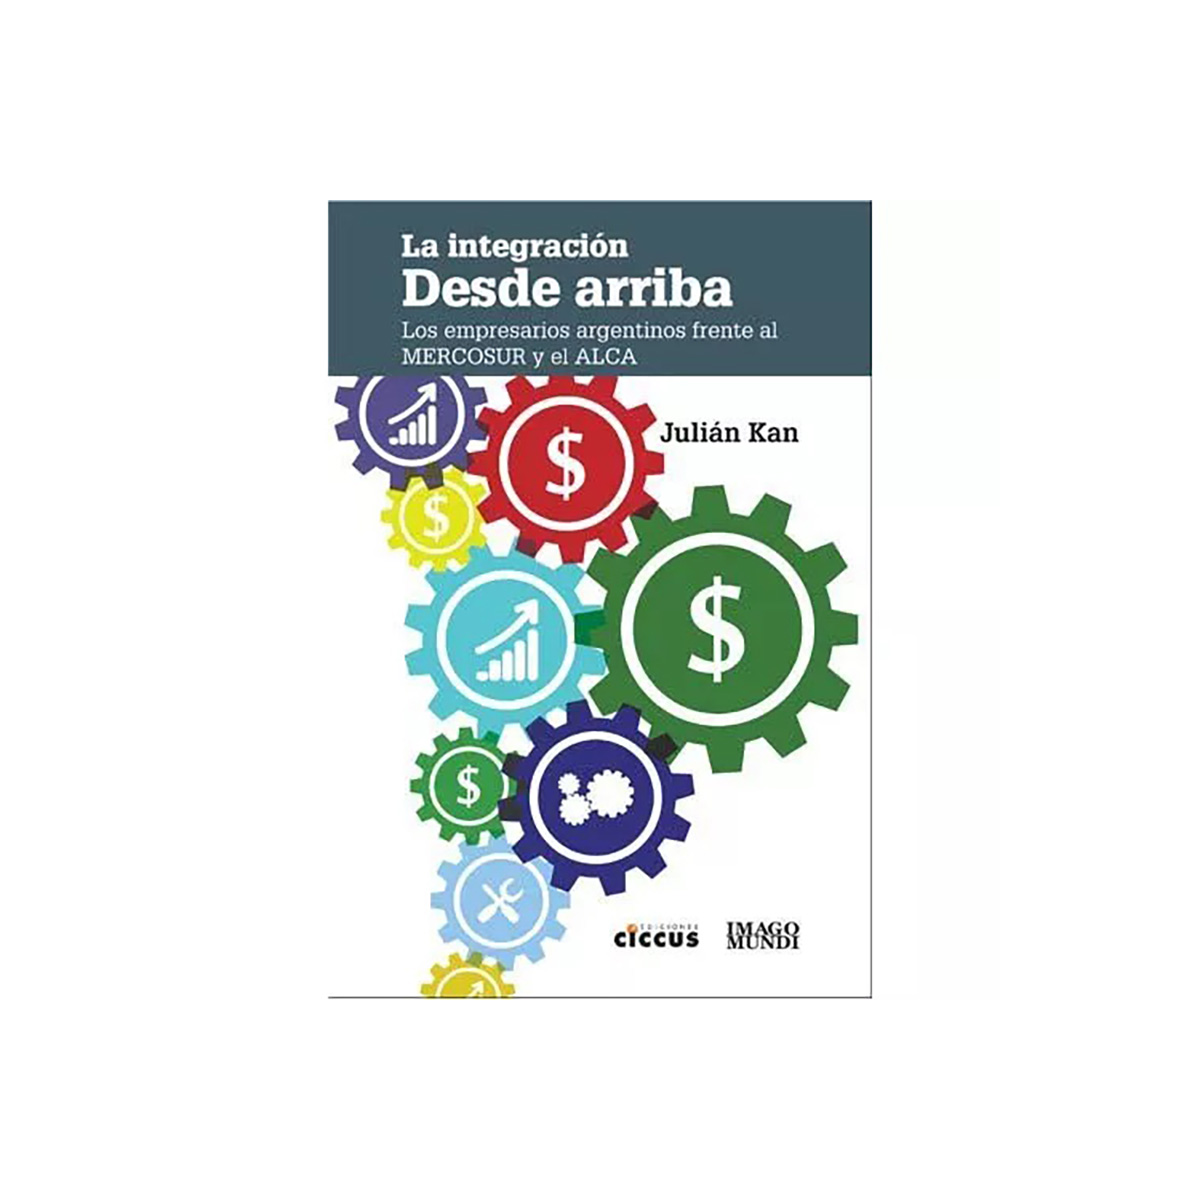 La integración
Desde arriba
Los empresarios argentinos frente al
MERCOSUR y el ALCA
Julián Kan
$
$
$
$
EDICIONES
ciccus
IMAGO
MUNDI